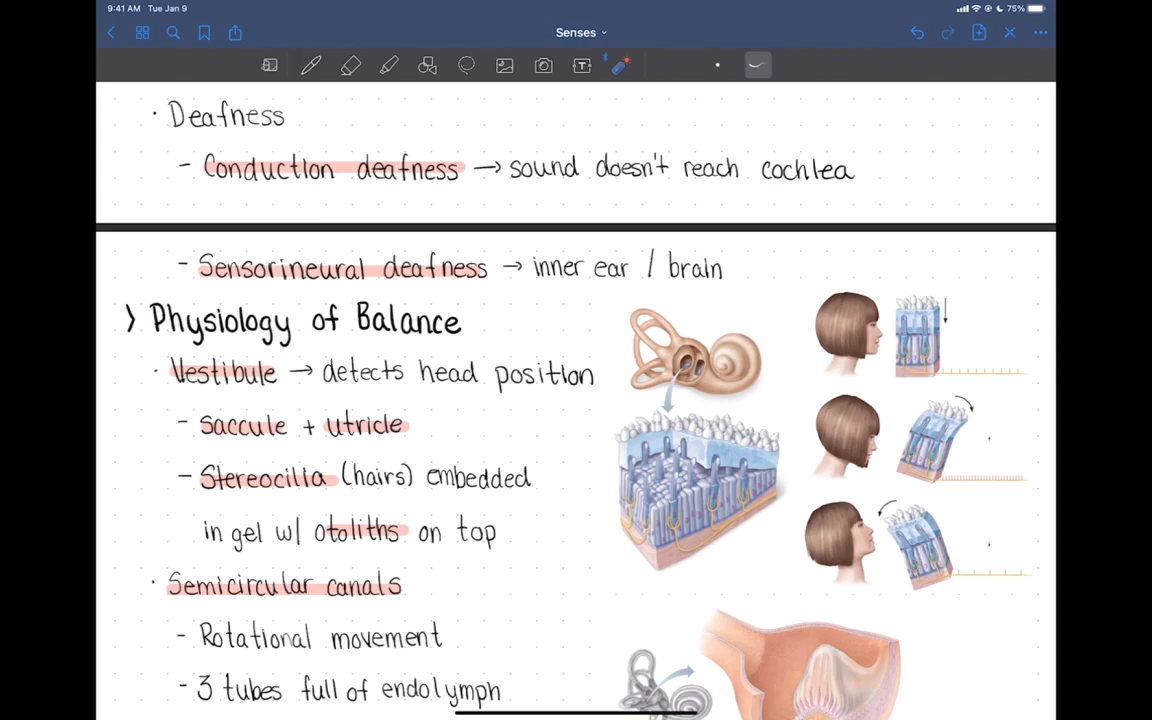 9:41 AM Tue Jan 9
75%
Senses
· Deafness
- Conduction deafness → sound doesn't reach cochlea
- Sensorineural deafness → inner ear / brain
> Physiology of Balance
· Vestibule → detects head position
- Saccule + utricle
- Stereocilia (hairs) embedded
in gel w/ otoliths on top
· Semicircular canals
- Rotational movement
- 3 tubes full of endolymph